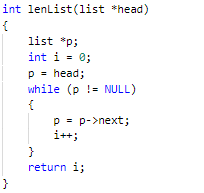 int lenList(list *head)
{
    list *p;
    int i = 0;
    p = head;
    while (p != NULL)
    {
        p = p->next;
        i++;
    }
    return i;
}